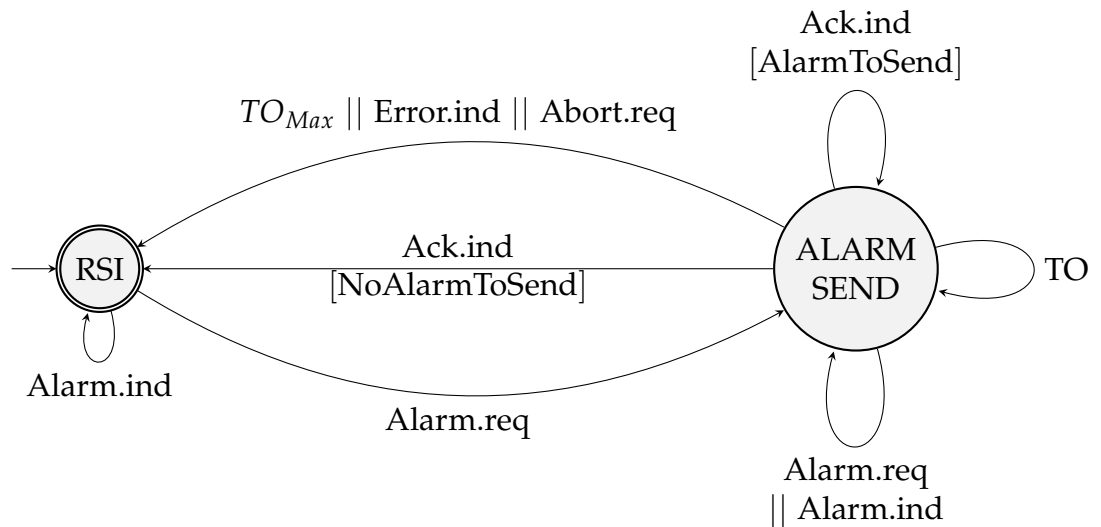 Ack.ind
[AlarmToSend]
TO_Max || Error.ind || Abort.req
RSI
Ack.ind
[NoAlarmToSend]
ALARM
SEND
TO
Alarm.ind
Alarm.req
Alarm.req
|| Alarm.ind